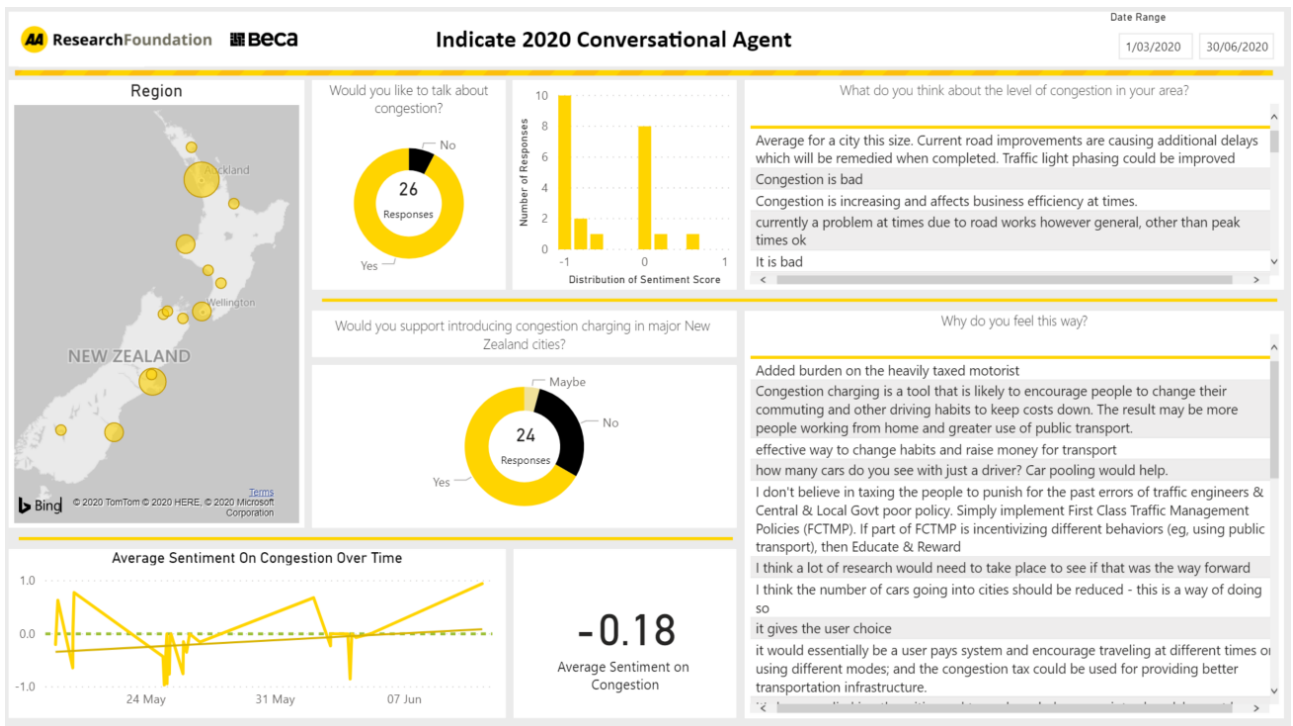 AA ResearchFoundation Beca
Indicate 2020 Conversational Agent
Date Range
1/03/2020 30/06/2020
Region
Auckland
Wellington
NEW ZEALAND
Bing
© 2020 TomTom © 2020 HERE, © 2020 Microsoft
Corporation
Terms
Would you like to talk about
congestion?
No
26
Responses
Yes
Number of Responses
10
8
6
4
2
0
-1 0 1
Distribution of Sentiment Score
What do you think about the level of congestion in your area?
Average for a city this size. Current road improvements are causing additional delays
which will be remedied when completed. Traffic light phasing could be improved
Congestion is bad
Congestion is increasing and affects business efficiency at times.
currently a problem at times due to road works however general, other than peak
times ok
It is bad
Would you support introducing congestion charging in major New
Zealand cities?
Maybe
No
24
Responses
Yes
Why do you feel this way?
Added burden on the heavily taxed motorist
Congestion charging is a tool that is likely to encourage people to change their
commuting and other driving habits to keep costs down. The result may be more
people working from home and greater use of public transport.
effective way to change habits and raise money for transport
how many cars do you see with just a driver? Car pooling would help.
I don't believe in taxing the people to punish for the past errors of traffic engineers &
Central & Local Govt poor policy. Simply implement First Class Traffic Management
Policies (FCTMP). If part of FCTMP is incentivizing different behaviors (eg, using public
transport), then Educate & Reward
I think a lot of research would need to take place to see if that was the way forward
I think the number of cars going into cities should be reduced - this is a way of doing
so
it gives the user choice
it would essentially be a user pays system and encourage traveling at different times or
using different modes; and the congestion tax could be used for providing better
transportation infrastructure.
Average Sentiment On Congestion Over Time
1.0
0.0
-1.0
24 May 31 May 07 Jun
-0.18
Average Sentiment on
Congestion